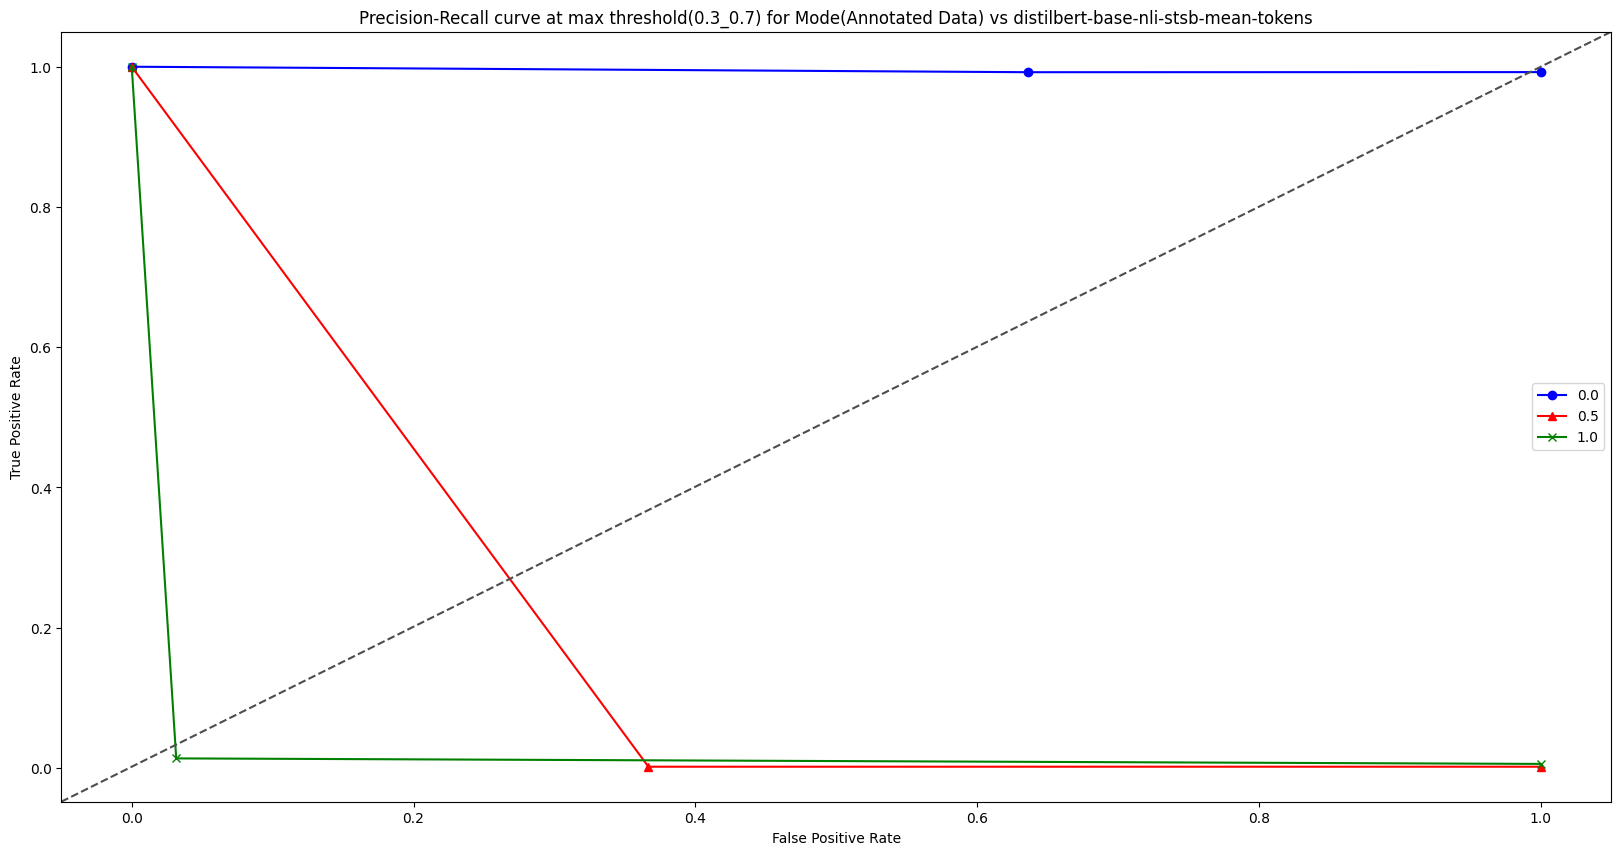 Precision-Recall curve at max threshold(0.3_0.7) for Mode(Annotated Data) vs distilbert-base-nli-stsb-mean-tokens
1.0
0.8
0.6
0.4
0.2
0.0
True Positive Rate
0.0
0.5
1.0
0.0 0.2 0.4 0.6 0.8 1.0
False Positive Rate